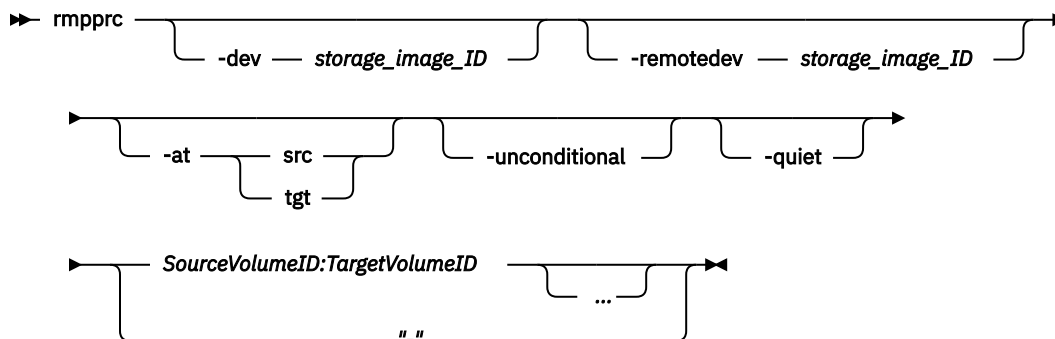 rmpprc
-dev storage_image_ID -remotedev storage_image_ID
-at src -unconditional -quiet
tgt
SourceVolumeID:TargetVolumeID
...
" "